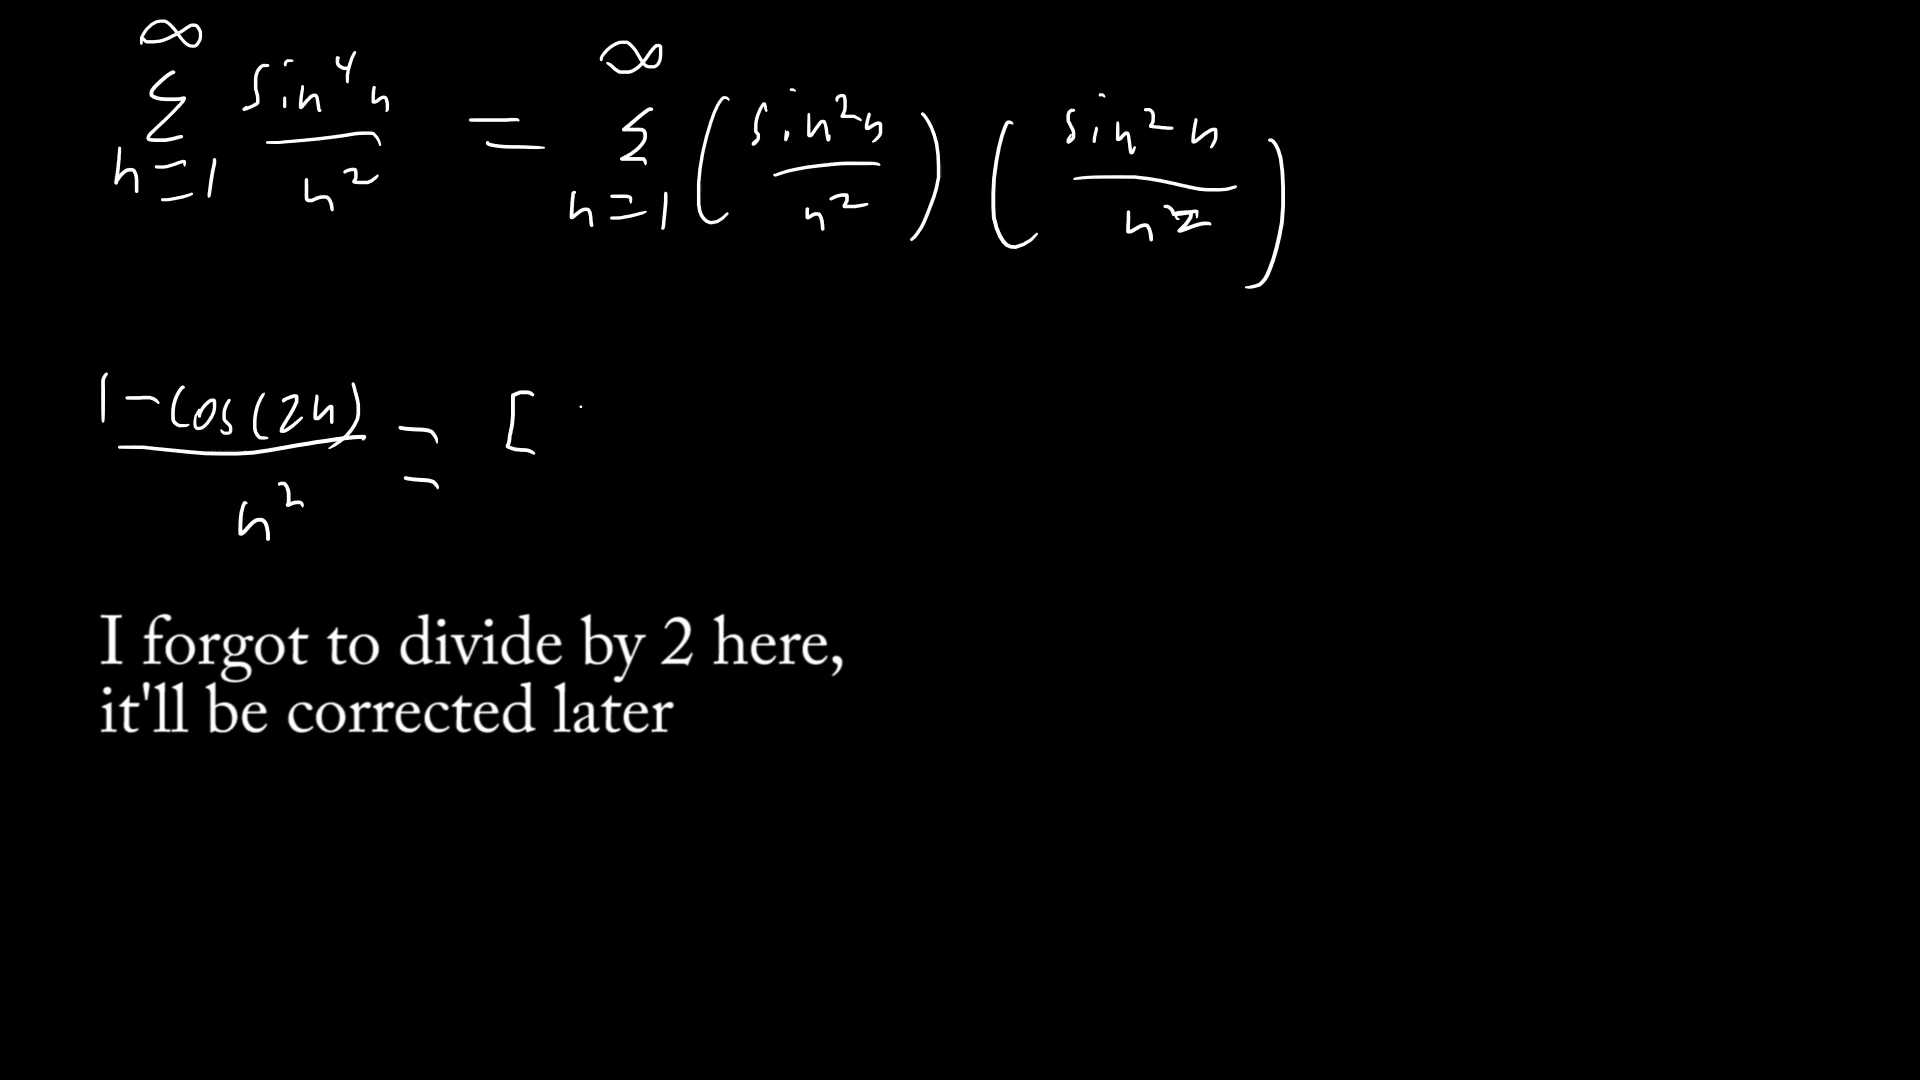 ∞ ∞
Σ sin⁴n / n² = Σ (sin²n / n²) (sin²n / n²)
n=1 n=1
1-cos(2n) / n² = [
I forgot to divide by 2 here,
it'll be corrected later